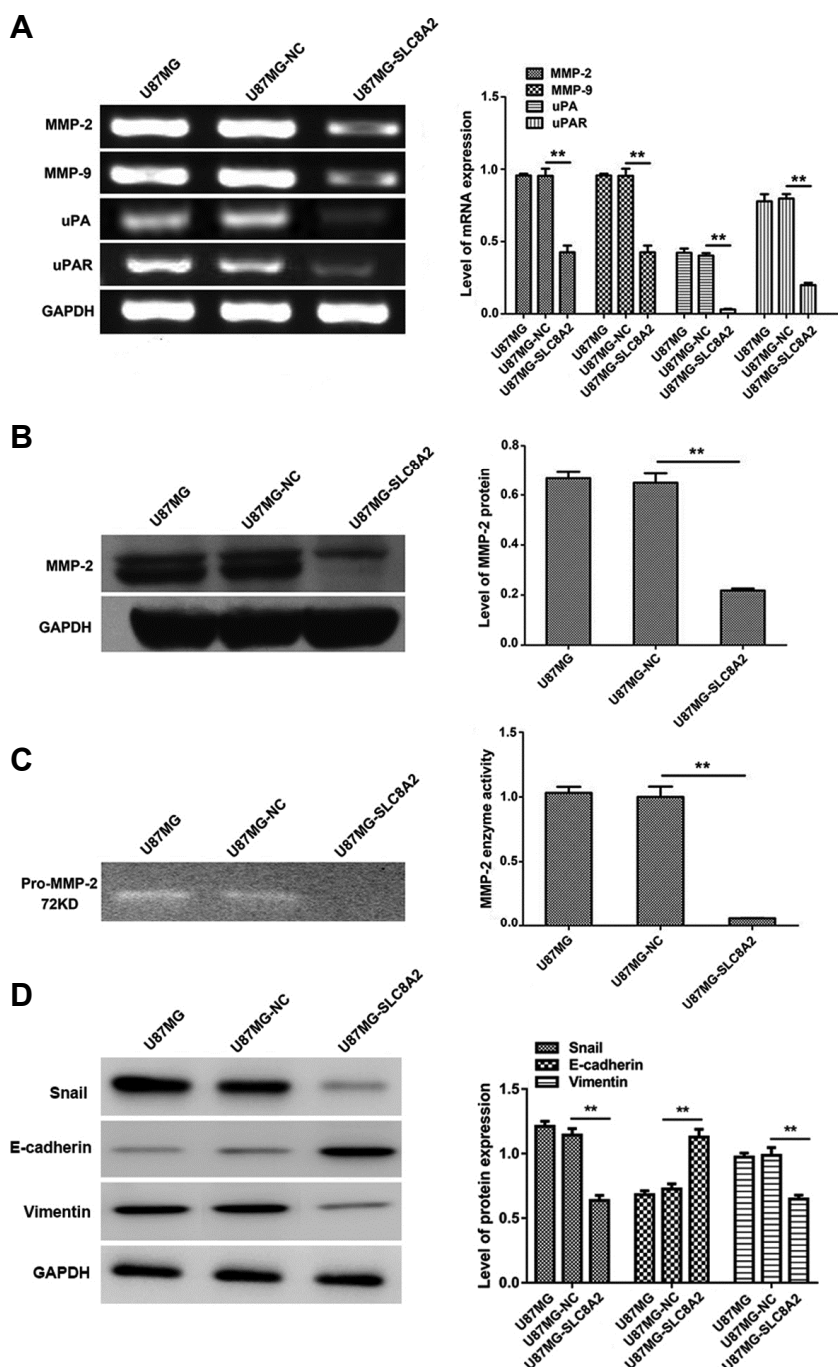 A
U87MG
U87MG-NC
U87MG-SLC8A2
MMP-2
MMP-9
uPA
uPAR
GAPDH
MMP-2
MMP-9
uPA
uPAR
Level of mRNA expression
1.5
1.0
0.5
0.0
**
**
**
**
U87MG
U87MG-NC
U87MG-SLC8A2
U87MG
U87MG-NC
U87MG-SLC8A2
U87MG
U87MG-NC
U87MG-SLC8A2
U87MG
U87MG-NC
U87MG-SLC8A2
B
U87MG
U87MG-NC
U87MG-SLC8A2
MMP-2
GAPDH
Level of MMP-2 protein
0.8
0.6
0.4
0.2
0.0
**
U87MG
U87MG-NC
U87MG-SLC8A2
C
U87MG
U87MG-NC
U87MG-SLC8A2
Pro-MMP-2
72KD
MMP-2 enzyme activity
1.5
1.0
0.5
0.0
**
U87MG
U87MG-NC
U87MG-SLC8A2
D
U87MG
U87MG-NC
U87MG-SLC8A2
Snail
E-cadherin
Vimentin
GAPDH
Snail
E-cadherin
Vimentin
Level of protein expression
1.5
1.0
0.5
0.0
**
**
**
U87MG
U87MG-NC
U87MG-SLC8A2
U87MG
U87MG-NC
U87MG-SLC8A2
U87MG
U87MG-NC
U87MG-SLC8A2